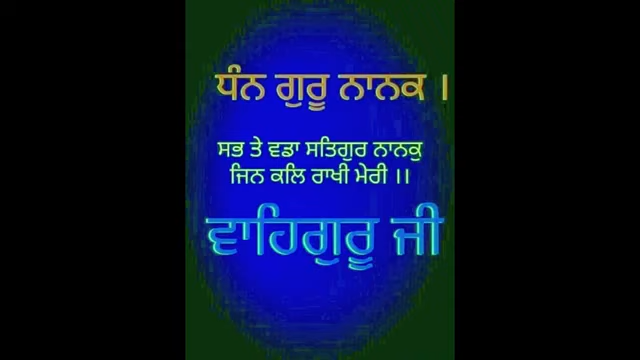 ਧੰਨ ਗੁਰੂ ਨਾਨਕ ।
ਸਭ ਤੇ ਵਡਾ ਸਤਿਗੁਰ ਨਾਨਕੁ
ਜਿਨ ਕਲਿ ਰਾਖੀ ਮੇਰੀ ।।
ਵਾਹਿਗੁਰੂ ਜੀ